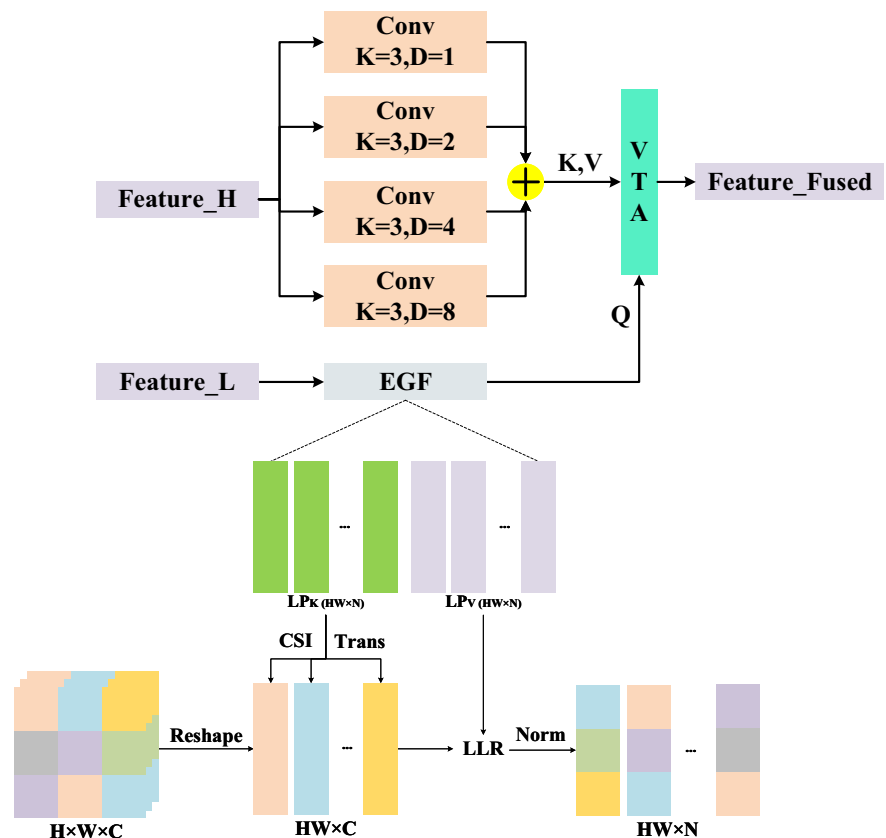 Conv
K=3,D=1
Conv
K=3,D=2
Feature_H
Conv
K=3,D=4
Conv
K=3,D=8
K,V
V
T
A
Feature_Fused
Q
Feature_L
EGF
...
...
LPK (HW×N)
LPV (HW×N)
CSI
Trans
Reshape
...
LLR
Norm
...
H×W×C
HW×C
HW×N